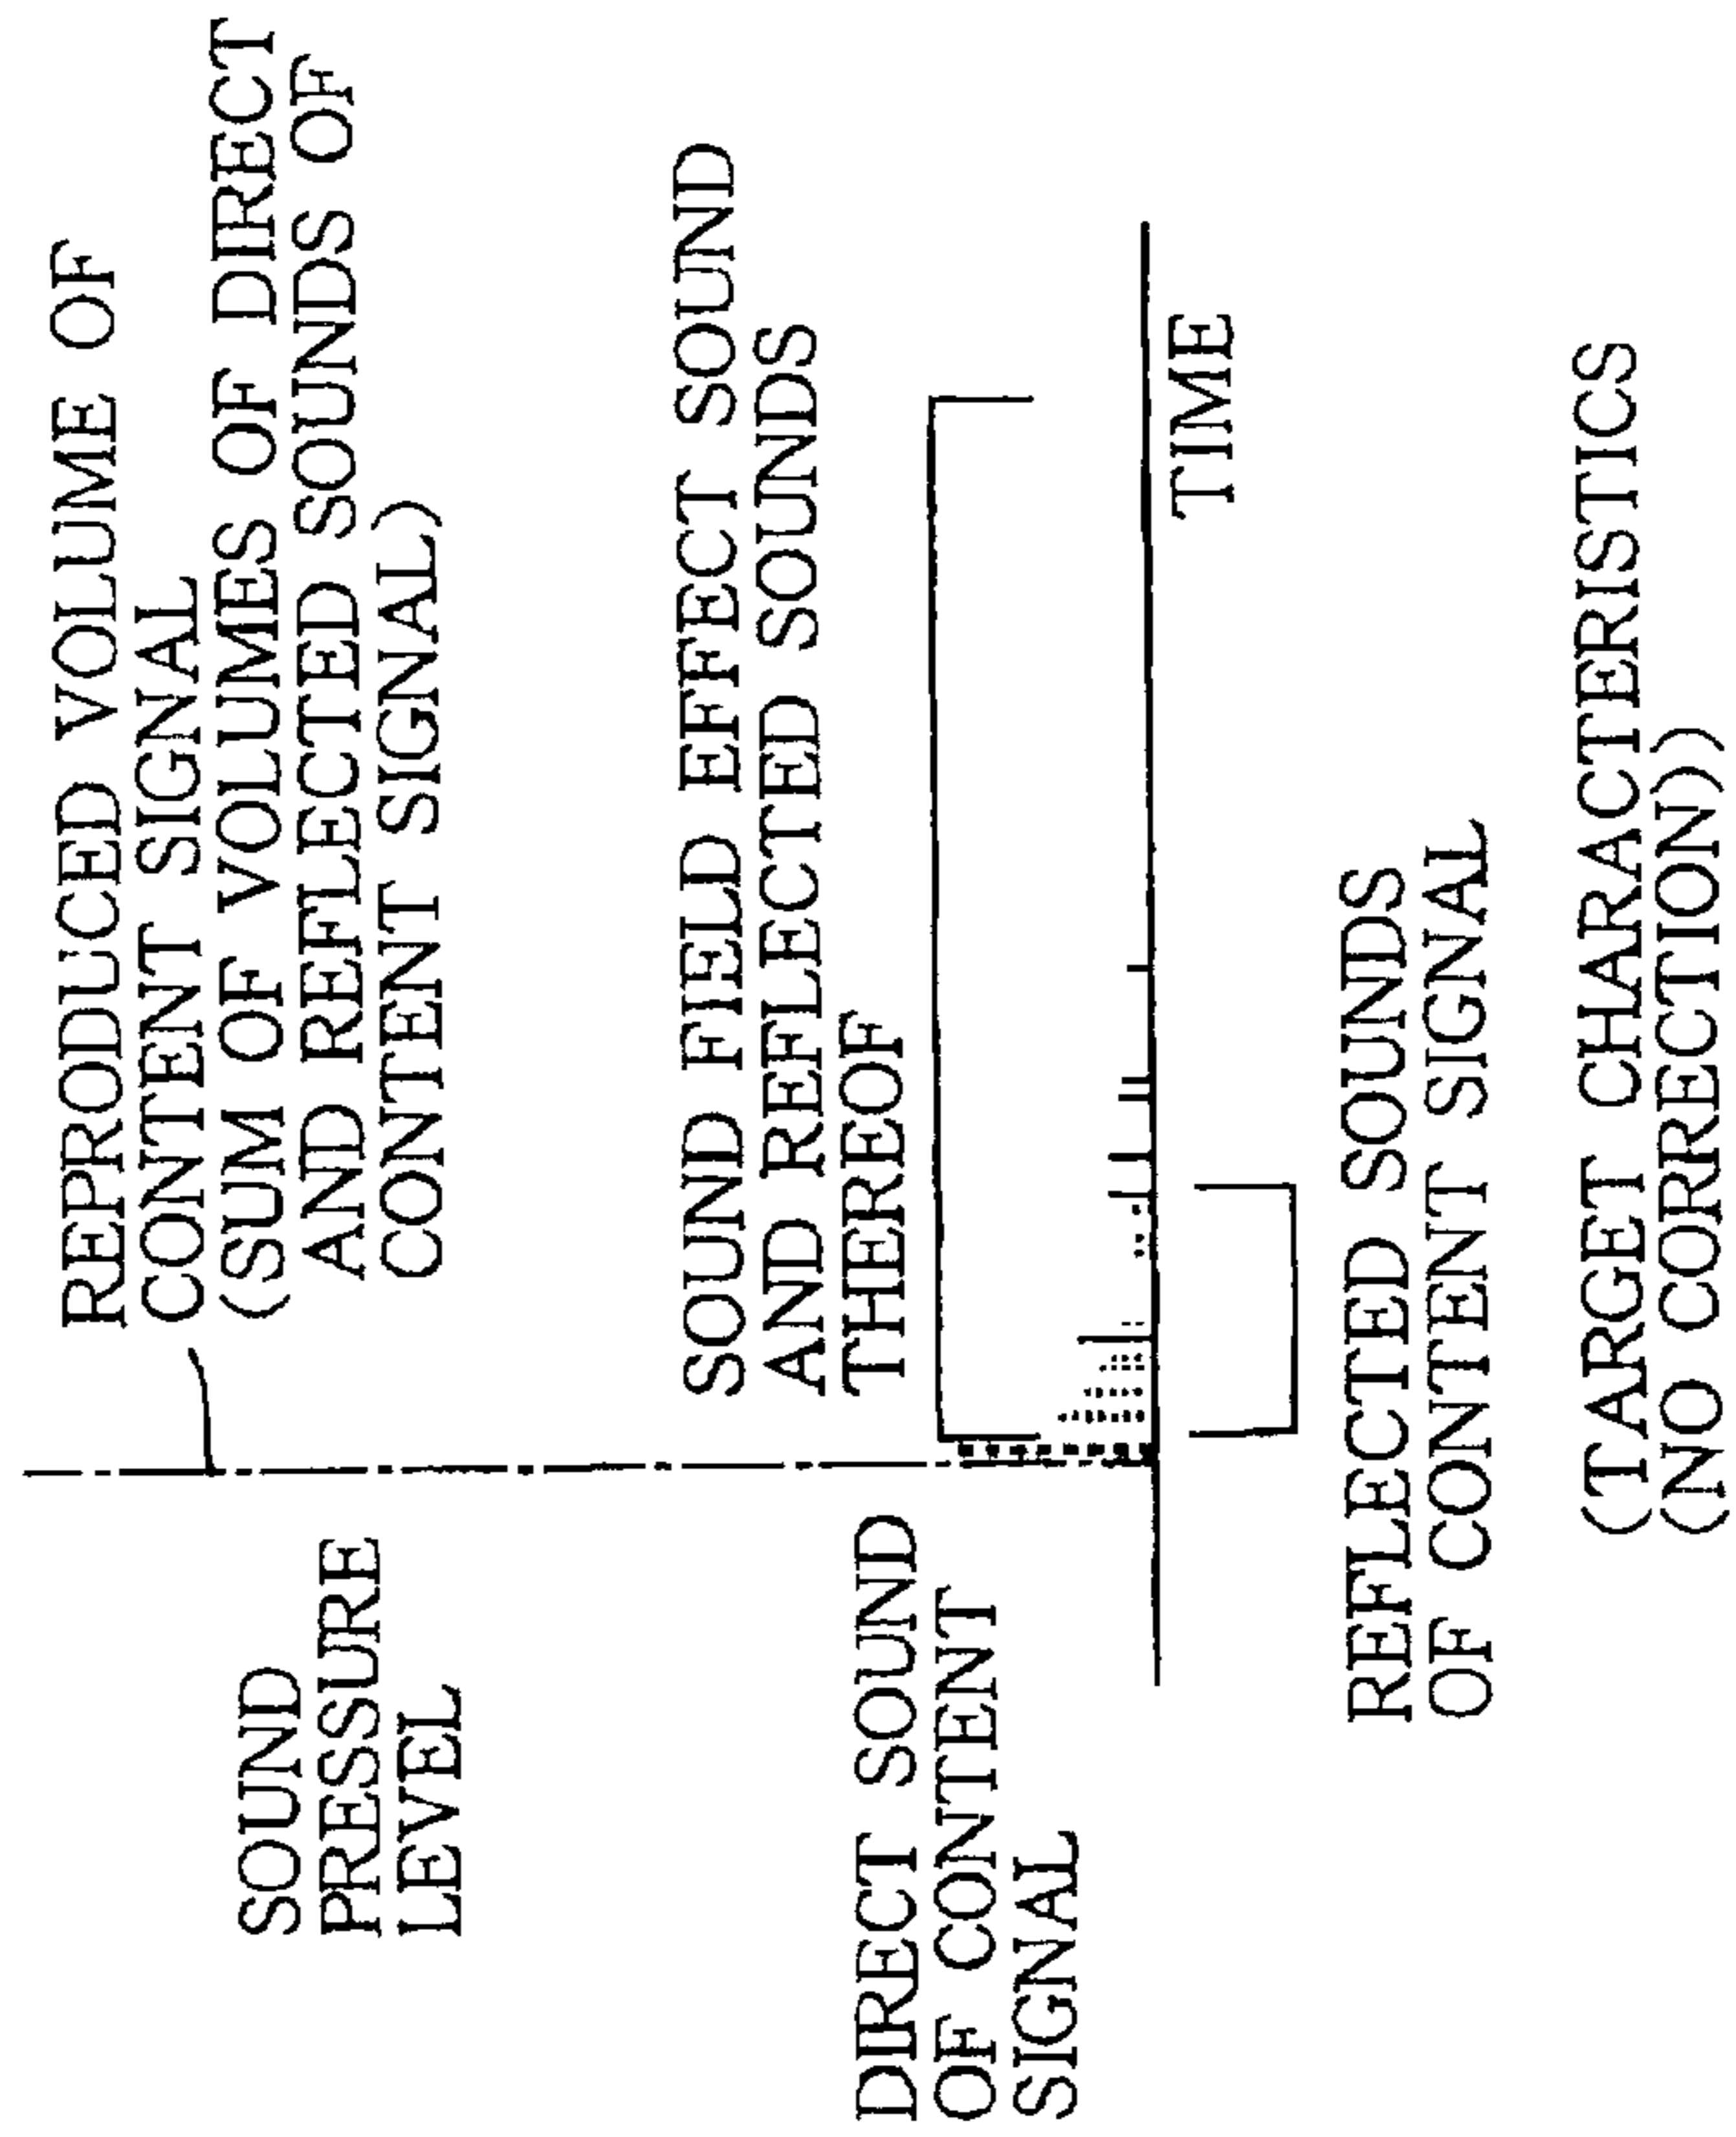 REPRODUCED VOLUME OF
CONTENT SIGNAL
(SUM OF VOLUMES OF DIRECT
AND REFLECTED SOUNDS OF
CONTENT SIGNAL)
SOUND
PRESSURE
LEVEL
SOUND FIELD EFFECT SOUND
AND REFLECTED SOUNDS
THEREOF
DIRECT SOUND
OF CONTENT
SIGNAL
TIME
REFLECTED SOUNDS
OF CONTENT SIGNAL
(TARGET CHARACTERISTICS
(NO CORRECTION))